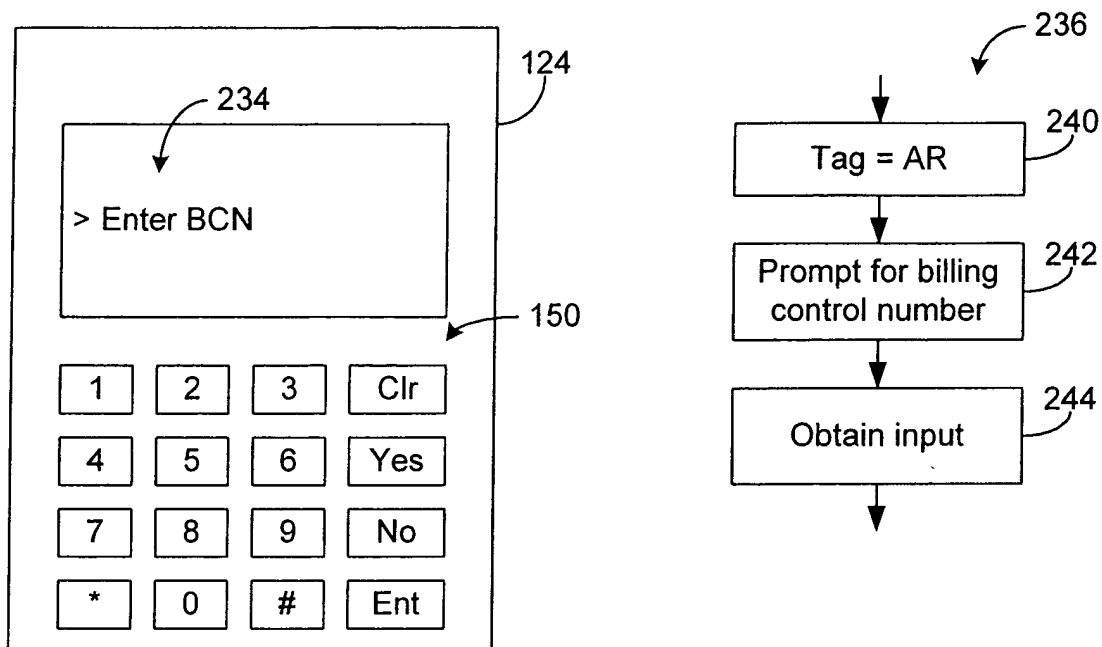 124
234
> Enter BCN
150
1 2 3 Clr
4 5 6 Yes
7 8 9 No
* 0 # Ent
236
Tag = AR
240
Prompt for billing
control number
242
Obtain input
244